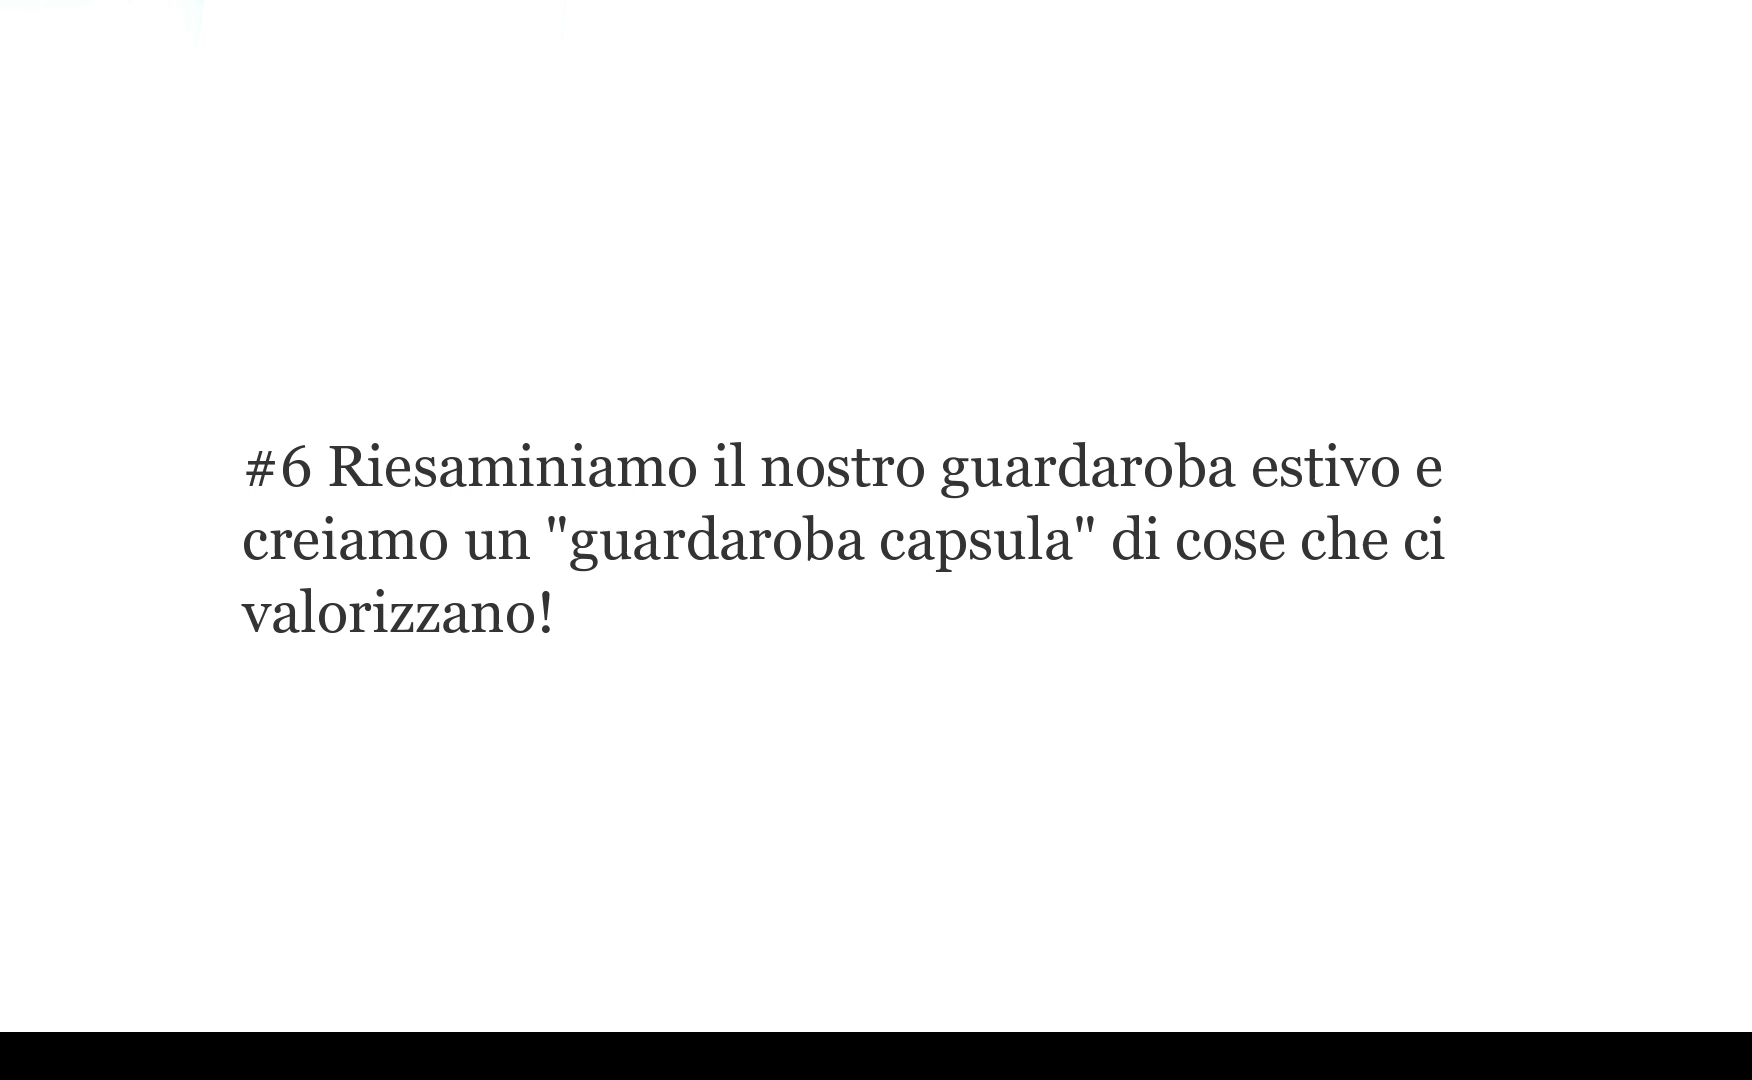 #6 Riesaminiamo il nostro guardaroba estivo e
creiamo un "guardaroba capsula" di cose che ci
valorizzano!